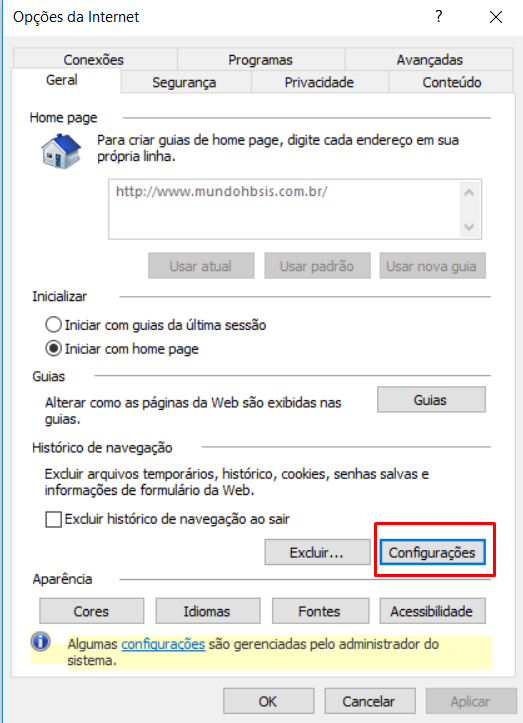 Opções da Internet
?
Conexões
Programas
Avançadas
Geral
Segurança
Privacidade
Conteúdo
Home page
Para criar guias de home page, digite cada endereço em sua
própria linha.
http://www.mundohbsis.com.br/
Usar atual
Usar padrão
Usar nova guia
Inicializar
Iniciar com guias da última sessão
Iniciar com home page
Guias
Alterar como as páginas da Web são exibidas nas
guias.
Guias
Histórico de navegação
Excluir arquivos temporários, histórico, cookies, senhas salvas e
informações de formulário da Web.
Excluir histórico de navegação ao sair
Excluir...
Configurações
Aparência
Cores
Idiomas
Fontes
Acessibilidade
Algumas configurações são gerenciadas pelo administrador do
sistema.
OK
Cancelar
Aplicar